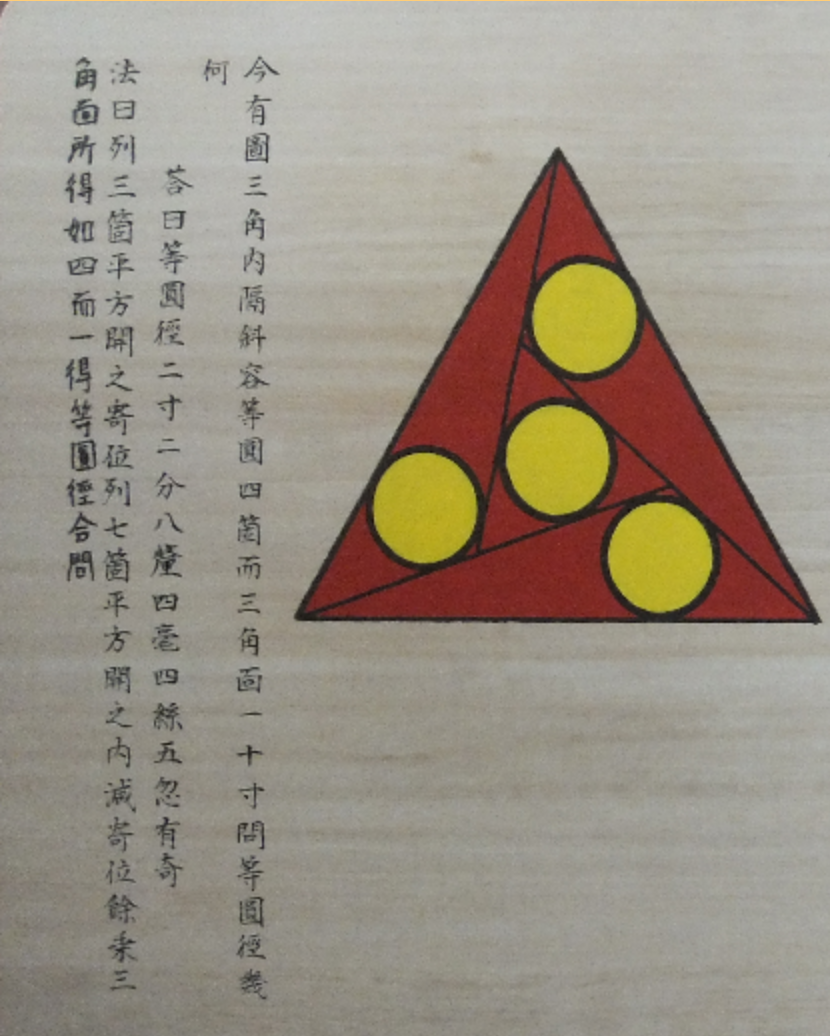 今有圖三角内隔斜容等圓四箇而三角面一十寸問等圓徑幾
何
荅曰等圓徑二寸二分八釐四毫四絲五忽有奇
法曰列三箇平方開之寄位列七箇平方開之内減寄位餘乘三
角面所得如四而一得等圓徑合問